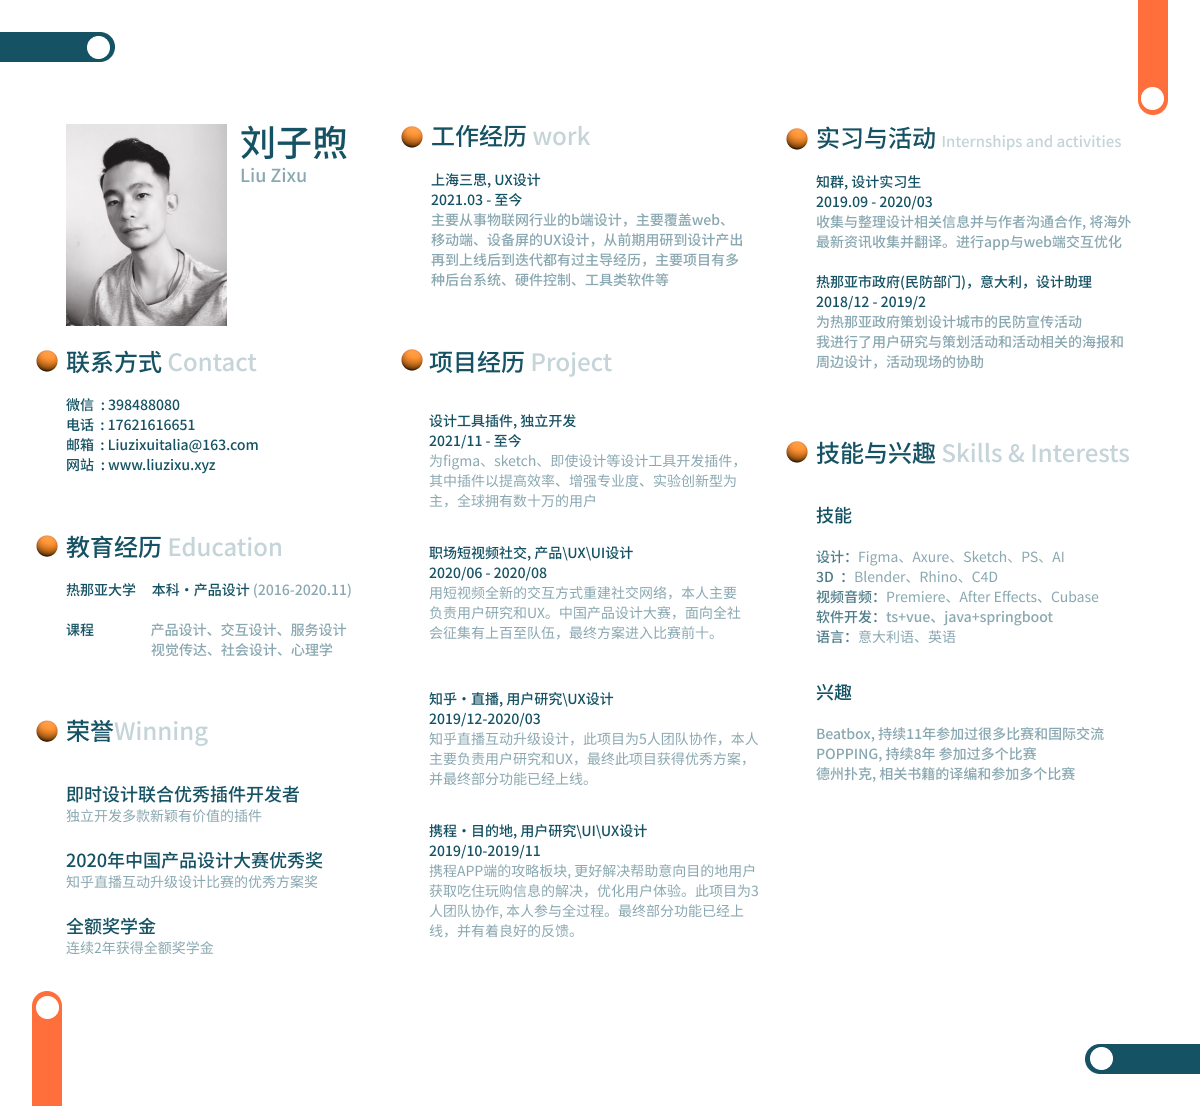 刘子煦
Liu Zixu
联系方式 Contact
微信 : 398488080
电话 : 17621616651
邮箱 : Liuzixuitalia@163.com
网站 : www.liuzixu.xyz
教育经历 Education
热那亚大学 本科·产品设计 (2016-2020.11)
课程 产品设计、交互设计、服务设计
视觉传达、社会设计、心理学
荣誉Winning
即时设计联合优秀插件开发者
独立开发多款新颖有价值的插件
2020年中国产品设计大赛优秀奖
知乎直播互动升级设计比赛的优秀方案奖
全额奖学金
连续2年获得全额奖学金
工作经历 work
上海三思, UX设计
2021.03 - 至今
主要从事物联网行业的b端设计，主要覆盖web、
移动端、设备屏的UX设计，从前期用研到设计产出
再到上线后到迭代都有过主导经历，主要项目有多
种后台系统、硬件控制、工具类软件等
项目经历 Project
设计工具插件, 独立开发
2021/11 - 至今
为figma、sketch、即使设计等设计工具开发插件，
其中插件以提高效率、增强专业度、实验创新型为
主，全球拥有数十万的用户
职场短视频社交, 产品\UX\UI设计
2020/06 - 2020/08
用短视频全新的交互方式重建社交网络，本人主要
负责用户研究和UX。中国产品设计大赛，面向全社
会征集有上百至队伍，最终方案进入比赛前十。
知乎·直播, 用户研究\UX设计
2019/12-2020/03
知乎直播互动升级设计，此项目为5人团队协作，本人
主要负责用户研究和UX，最终此项目获得优秀方案，
并最终部分功能已经上线。
携程·目的地, 用户研究\UI\UX设计
2019/10-2019/11
携程APP端的攻略板块, 更好解决帮助意向目的地用户
获取吃住玩购信息的解决，优化用户体验。此项目为3
人团队协作, 本人参与全过程。最终部分功能已经上
线，并有着良好的反馈。
实习与活动 Internships and activities
知群, 设计实习生
2019.09 - 2020/03
收集与整理设计相关信息并与作者沟通合作, 将海外
最新资讯收集并翻译。进行app与web端交互优化
热那亚市政府(民防部门)，意大利，设计助理
2018/12 - 2019/2
为热那亚政府策划设计城市的民防宣传活动
我进行了用户研究与策划活动和活动相关的海报和
周边设计，活动现场的协助
技能与兴趣 Skills & Interests
技能
设计：Figma、Axure、Sketch、PS、AI
3D ：Blender、Rhino、C4D
视频音频：Premiere、After Effects、Cubase
软件开发：ts+vue、java+springboot
语言：意大利语、英语
兴趣
Beatbox, 持续11年参加过很多比赛和国际交流
POPPING, 持续8年 参加过多个比赛
德州扑克, 相关书籍的译编和参加多个比赛